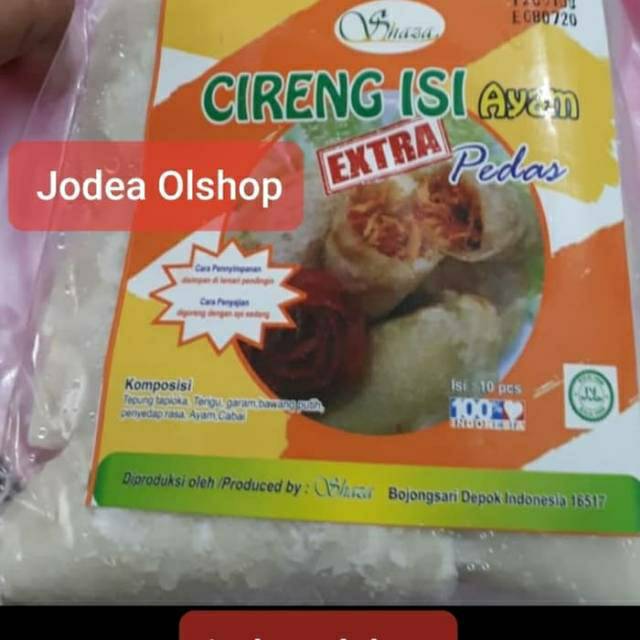 Shaza
ECB0720
CIRENG ISI Ayam
EXTRA Pedas
Jodea Olshop
Cara Pennyimpanan
disimpan di lemari pendingin
Cara Penyajian
digoreng dengan api sedang
Komposisi
Tepung tapioka, Terigu, garam,bawang putih,
penyedap rasa, Ayam,Cabai
Isi : 10 pcs
100%
INDONESIA
Diproduksi oleh /Produced by : Shaza Bojongsari Depok Indonesia 16517